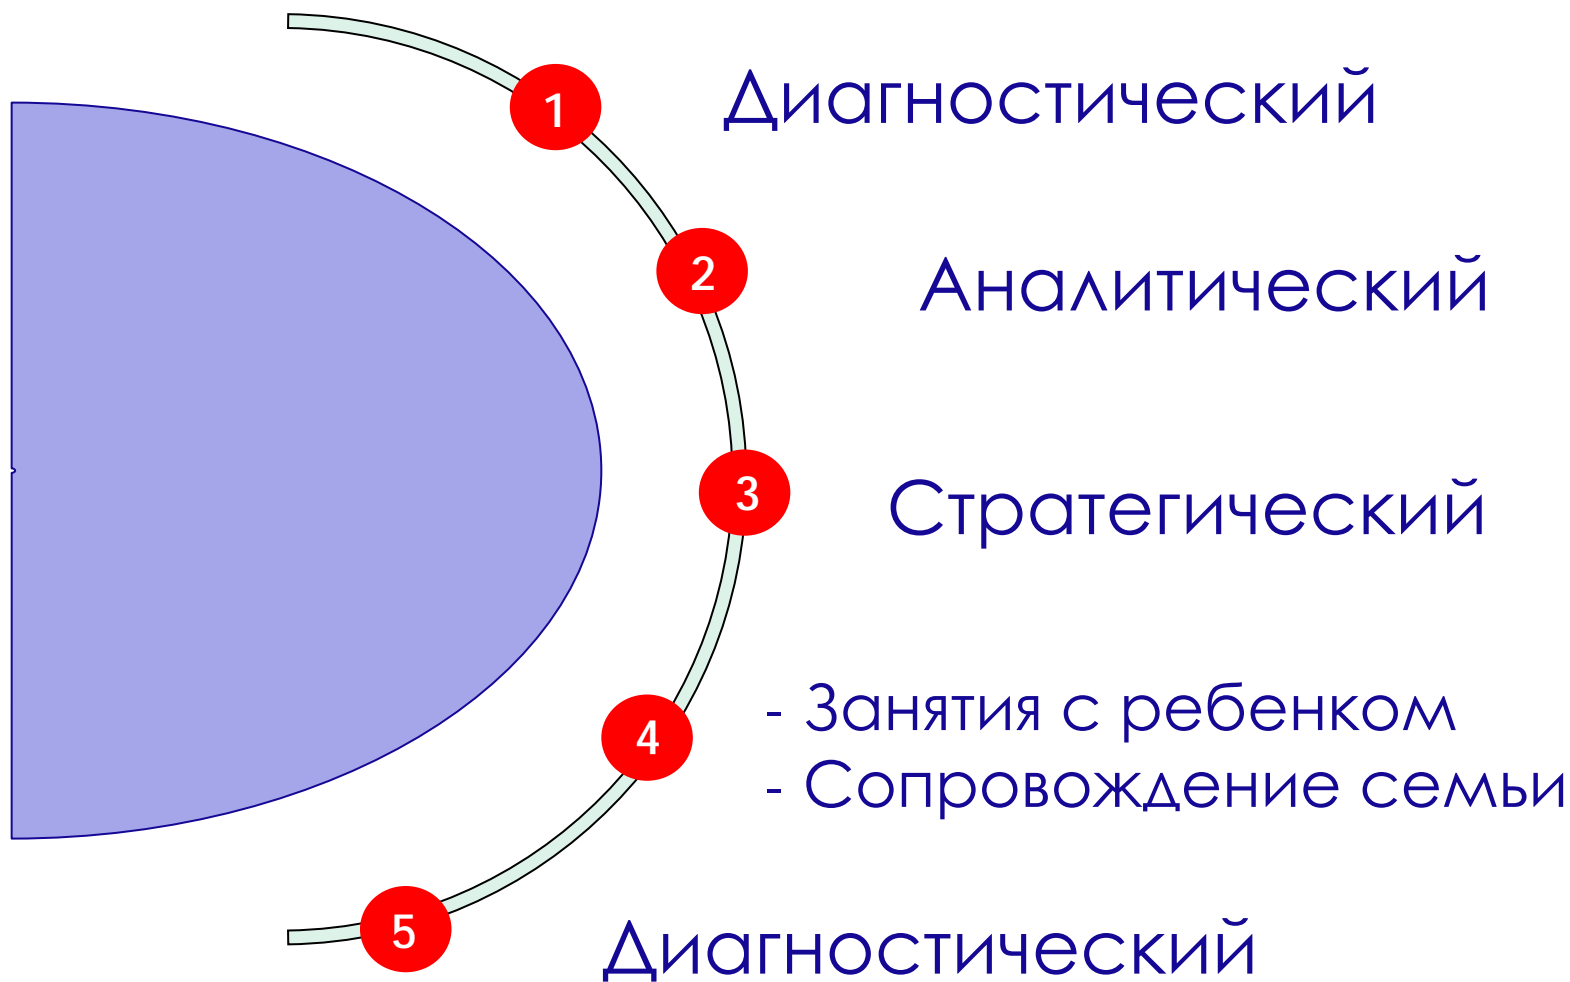 1
Диагностический
2
Аналитический
3
Стратегический
4
- Занятия с ребенком
- Сопровождение семьи
5
Диагностический